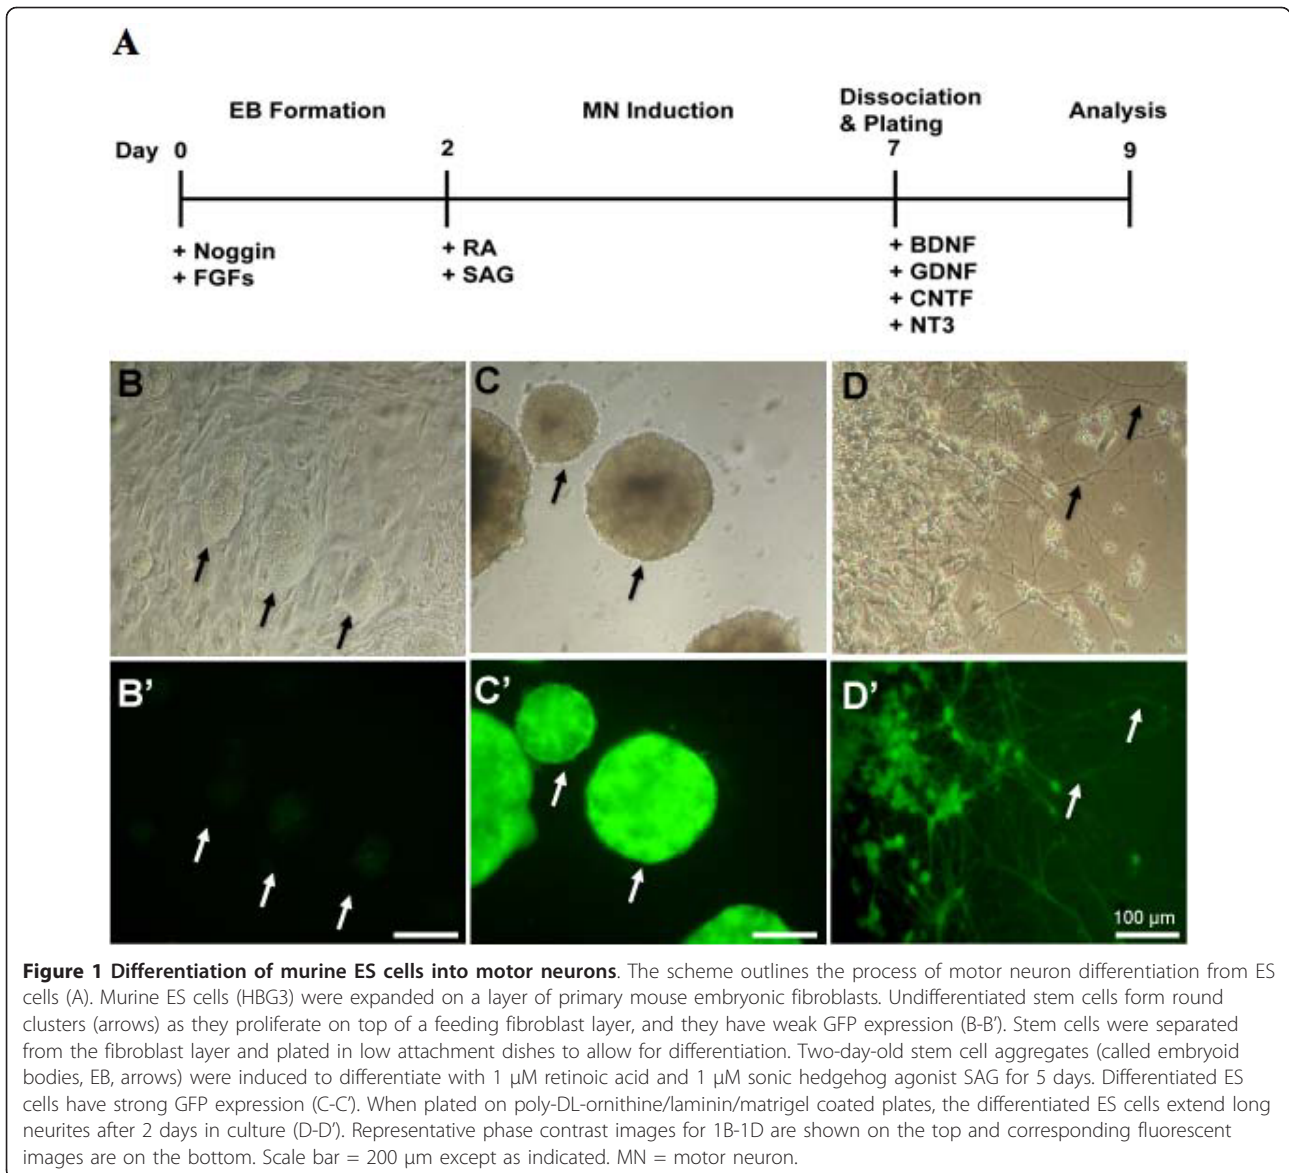 A
EB Formation
MN Induction
Dissociation
& Plating
Analysis
Day 0
2
7
9
+ Noggin
+ FGFs
+ RA
+ SAG
+ BDNF
+ GDNF
+ CNTF
+ NT3
B
C
D
B'
C'
D'
100 μm
Figure 1 Differentiation of murine ES cells into motor neurons. The scheme outlines the process of motor neuron differentiation from ES
cells (A). Murine ES cells (HBG3) were expanded on a layer of primary mouse embryonic fibroblasts. Undifferentiated stem cells form round
clusters (arrows) as they proliferate on top of a feeding fibroblast layer, and they have weak GFP expression (B-B'). Stem cells were separated
from the fibroblast layer and plated in low attachment dishes to allow for differentiation. Two-day-old stem cell aggregates (called embryoid
bodies, EB, arrows) were induced to differentiate with 1 μM retinoic acid and 1 μM sonic hedgehog agonist SAG for 5 days. Differentiated ES
cells have strong GFP expression (C-C'). When plated on poly-DL-ornithine/laminin/matrigel coated plates, the differentiated ES cells extend long
neurites after 2 days in culture (D-D'). Representative phase contrast images for 1B-1D are shown on the top and corresponding fluorescent
images are on the bottom. Scale bar = 200 μm except as indicated. MN = motor neuron.